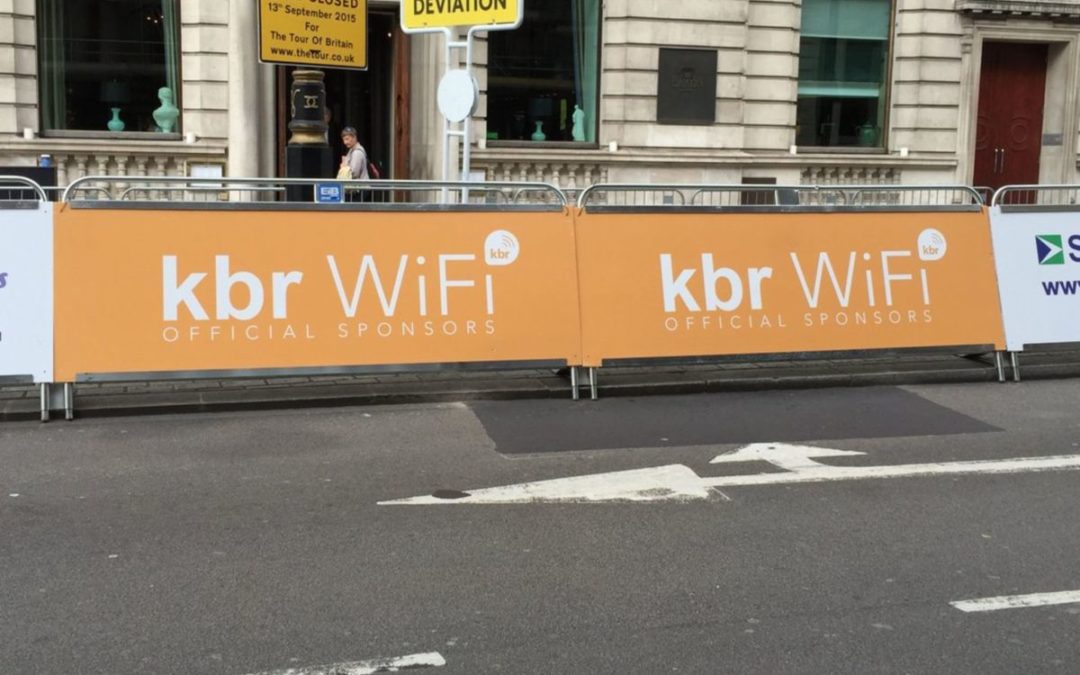 CLOSED
13th September 2015
For
The Tour Of Britain
www.thetour.co.uk
DEVIATION
kbr WiFi
kbr
OFFICIAL SPONSORS
kbr WiFi
kbr
OFFICIAL SPONSORS
S
www